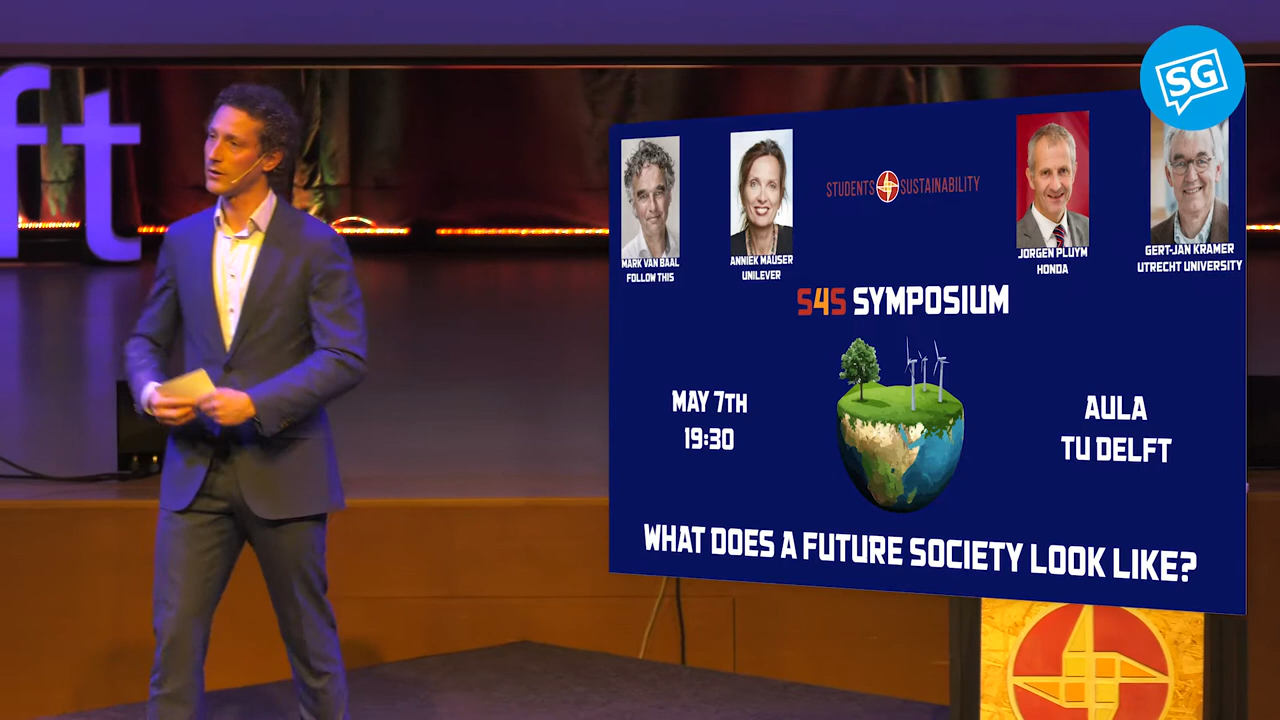 ft
SG
STUDENTS SUSTAINABILITY
MARK VAN BAAL
FOLLOW THIS
ANNIEK MAUSER
UNILEVER
JORGEN PLUYM
HONDA
GERT-JAN KRAMER
UTRECHT UNIVERSITY
S4S SYMPOSIUM
MAY 7TH
19:30
AULA
TU DELFT
WHAT DOES A FUTURE SOCIETY LOOK LIKE?